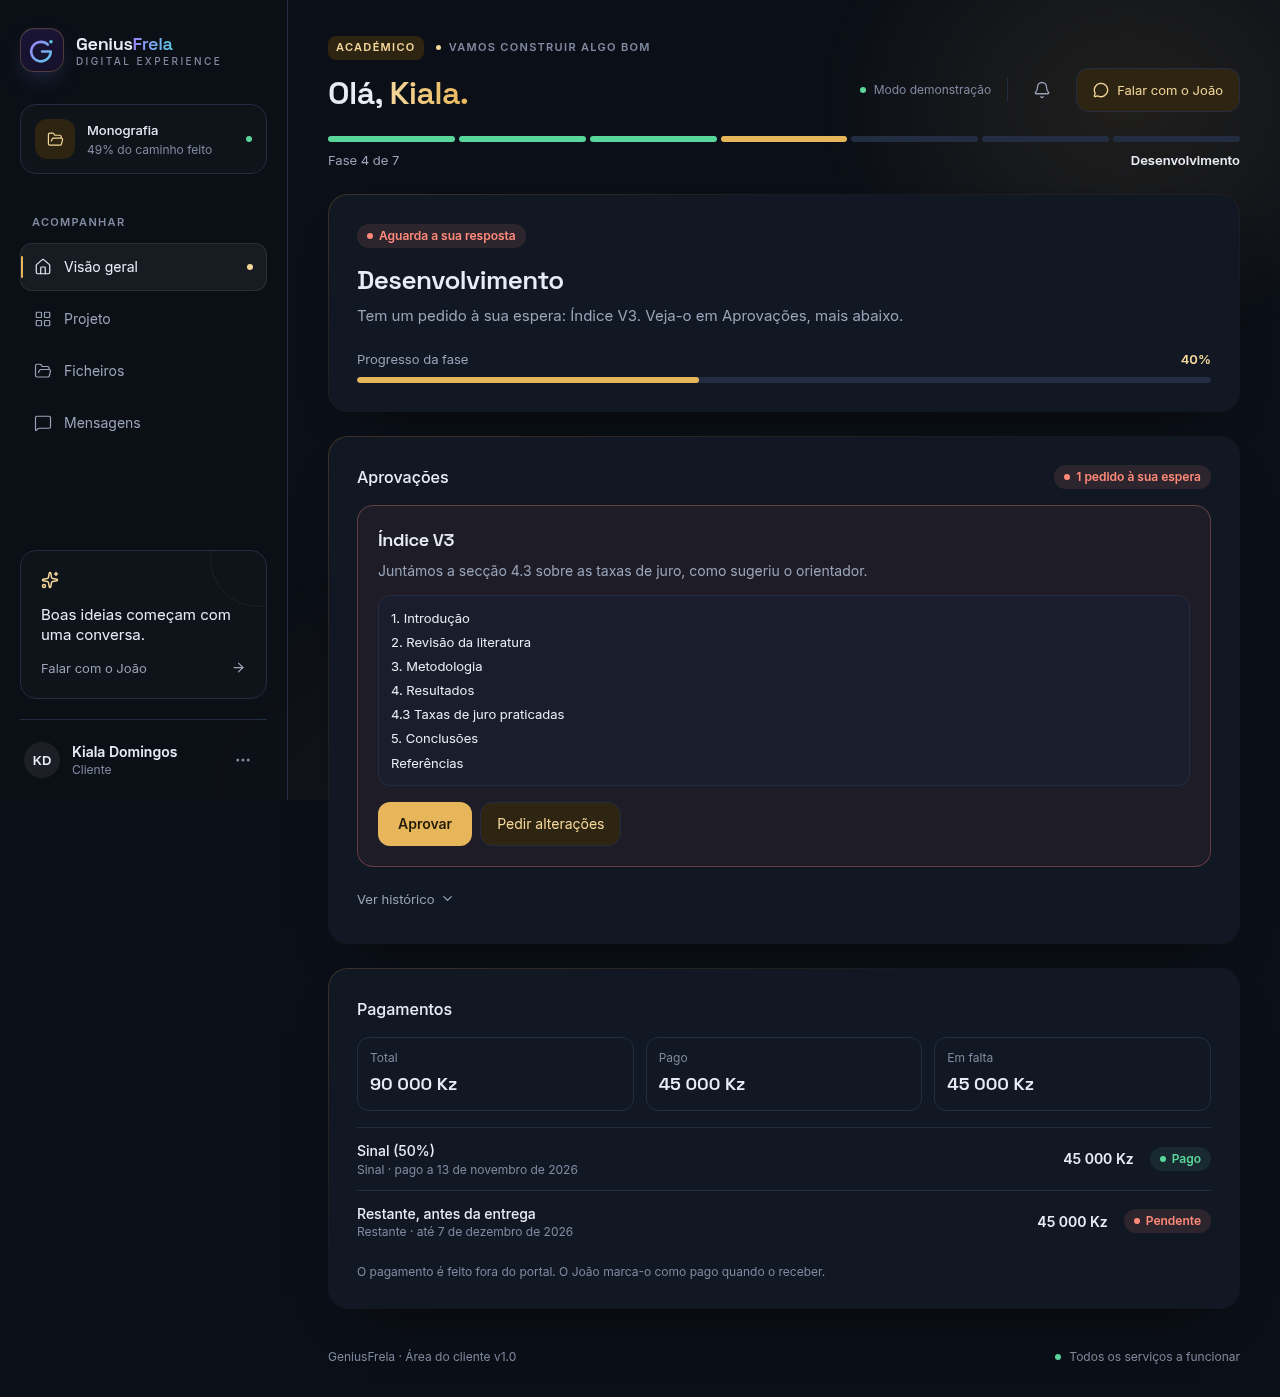 GeniusFrela
DIGITAL EXPERIENCE
Monografia
49% do caminho feito
ACOMPANHAR
Visão geral
Projeto
Ficheiros
Mensagens
Boas ideias começam com
uma conversa.
Falar com o João
KD
Kiala Domingos
Cliente
ACADÉMICO
VAMOS CONSTRUIR ALGO BOM
Olá, Kiala.
Modo demonstração
Falar com o João
Fase 4 de 7
Desenvolvimento
Aguarda a sua resposta
Desenvolvimento
Tem um pedido à sua espera: Índice V3. Veja-o em Aprovações, mais abaixo.
Progresso da fase
40%
Aprovações
1 pedido à sua espera
Índice V3
Juntámos a secção 4.3 sobre as taxas de juro, como sugeriu o orientador.
1. Introdução
2. Revisão da literatura
3. Metodologia
4. Resultados
4.3 Taxas de juro praticadas
5. Conclusões
Referências
Aprovar
Pedir alterações
Ver histórico
Pagamentos
Total
90 000 Kz
Pago
45 000 Kz
Em falta
45 000 Kz
Sinal (50%)
Sinal · pago a 13 de novembro de 2026
45 000 Kz
Pago
Restante, antes da entrega
Restante · até 7 de dezembro de 2026
45 000 Kz
Pendente
O pagamento é feito fora do portal. O João marca-o como pago quando o receber.
GeniusFrela · Área do cliente v1.0
Todos os serviços a funcionar